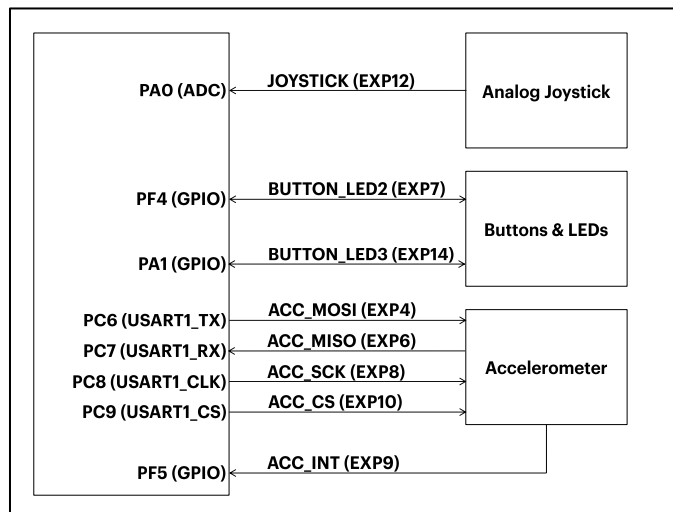 PA0 (ADC) JOYSTICK (EXP12) Analog Joystick
PF4 (GPIO) BUTTON_LED2 (EXP7)
Buttons & LEDs
PA1 (GPIO) BUTTON_LED3 (EXP14)
PC6 (USART1_TX) ACC_MOSI (EXP4)
PC7 (USART1_RX) ACC_MISO (EXP6)
Accelerometer
PC8 (USART1_CLK) ACC_SCK (EXP8)
PC9 (USART1_CS) ACC_CS (EXP10)
PF5 (GPIO) ACC_INT (EXP9)